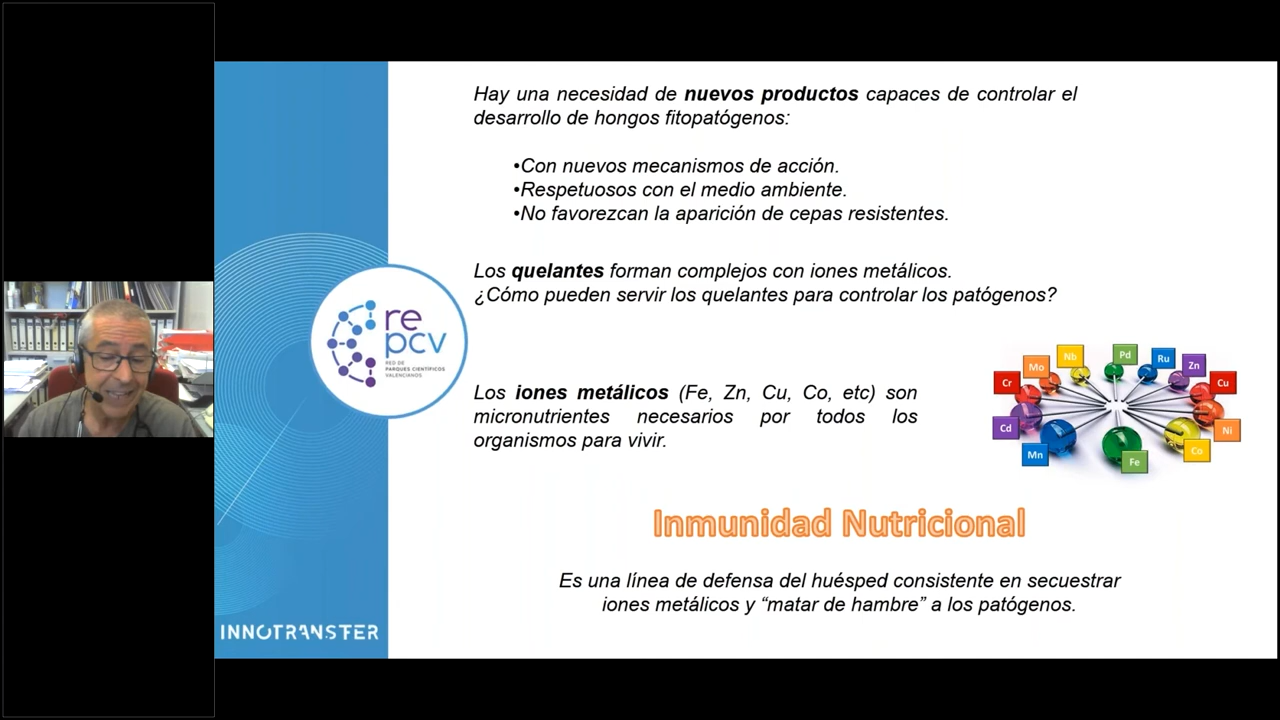 Hay una necesidad de nuevos productos capaces de controlar el
desarrollo de hongos fitopatógenos:
•Con nuevos mecanismos de acción.
•Respetuosos con el medio ambiente.
•No favorezcan la aparición de cepas resistentes.
Los quelantes forman complejos con iones metálicos.
¿Cómo pueden servir los quelantes para controlar los patógenos?
re
pcv
RED DE
PARQUES CIENTÍFICOS
VALENCIANOS
Los iones metálicos (Fe, Zn, Cu, Co, etc) son
micronutrientes necesarios por todos los
organismos para vivir.
Nb
Pd
Ru
Mo
Zn
Cr
Cu
Cd
Ni
Mn
Co
Fe
Inmunidad Nutricional
Es una línea de defensa del huésped consistente en secuestrar
iones metálicos y “matar de hambre” a los patógenos.
INNOTRANSFER